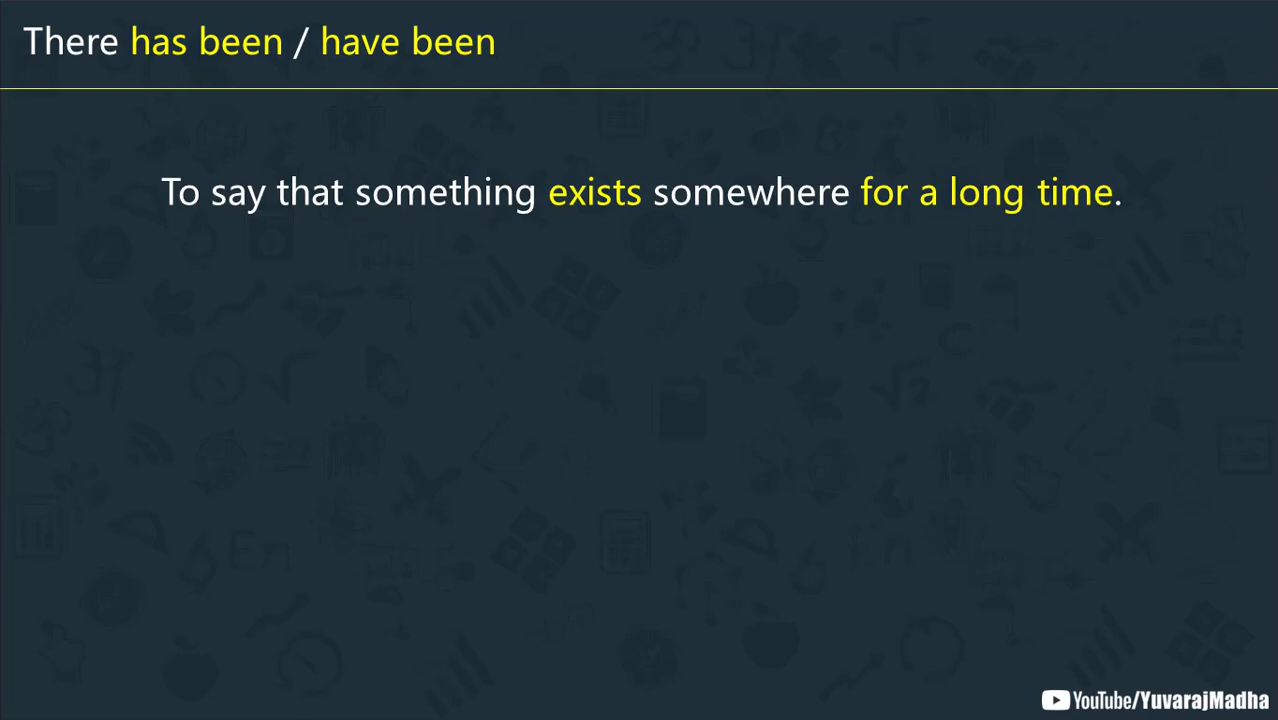 There has been / have been
To say that something exists somewhere for a long time.
YouTube/YuvarajMadha